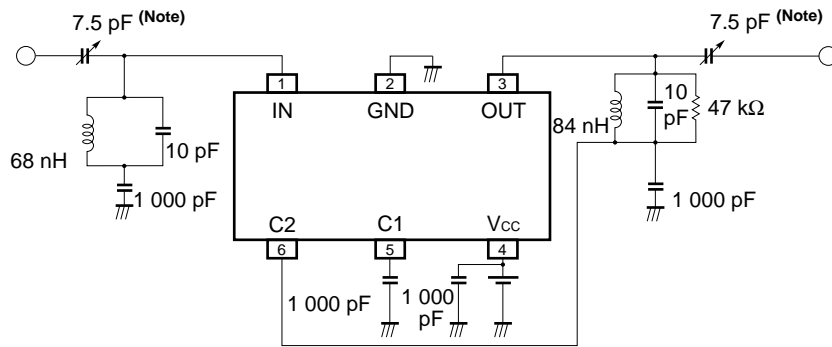 7.5 pF (Note)
7.5 pF (Note)
1
2
3
IN
GND
OUT
68 nH
10 pF
1 000 pF
84 nH
10
pF
47 kΩ
1 000 pF
C2
C1
VCC
6
5
4
1 000 pF
1 000
pF